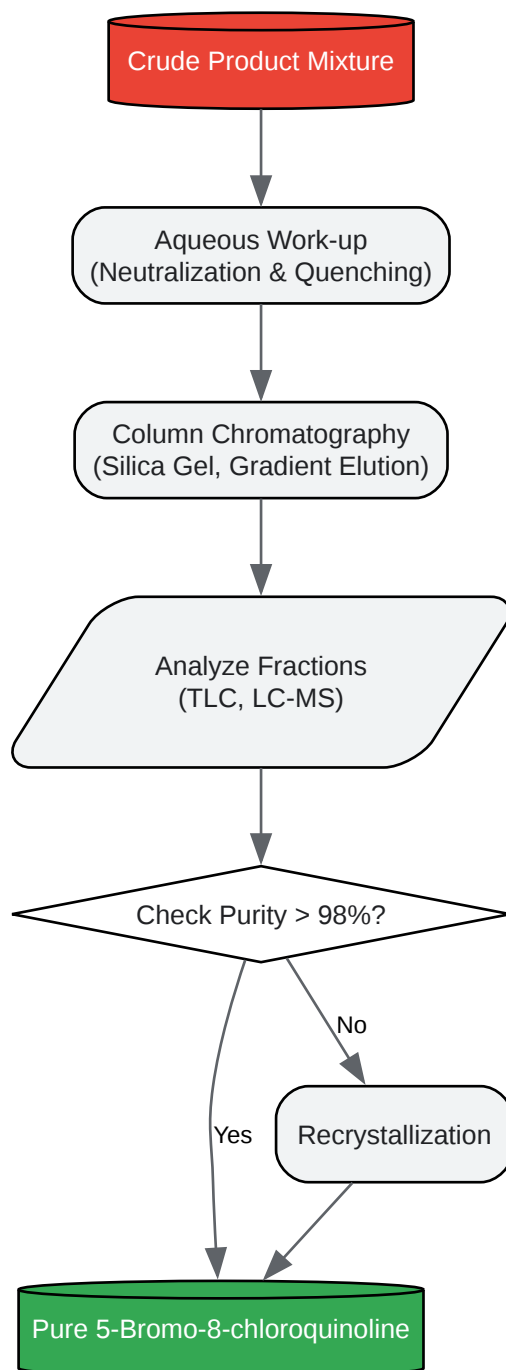 Crude Product Mixture
Aqueous Work-up
(Neutralization & Quenching)
Column Chromatography
(Silica Gel, Gradient Elution)
Analyze Fractions
(TLC, LC-MS)
Check Purity > 98%?
No
Yes
Recrystallization
Pure 5-Bromo-8-chloroquinoline